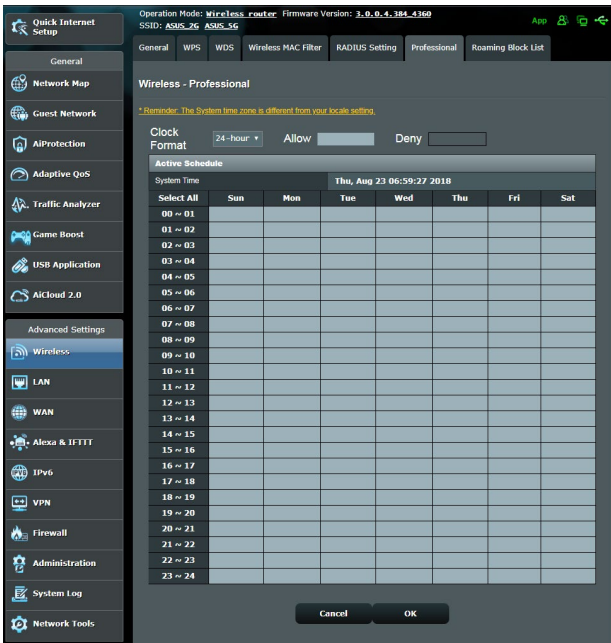 Quick Internet
Setup
General
Network Map
Guest Network
AiProtection
Adaptive QoS
Traffic Analyzer
Game Boost
USB Application
AiCloud 2.0
Advanced Settings
Wireless
LAN
WAN
Alexa & IFTTT
IPv6
VPN
Firewall
Administration
System Log
Network Tools
Operation Mode: Wireless router Firmware Version: 3.0.0.4.384_4360
SSID: ASUS_2G ASUS_5G
App
General WPS WDS Wireless MAC Filter RADIUS Setting Professional Roaming Block List
Wireless - Professional
* Reminder: The System time zone is different from your locale setting.
Clock
Format 24-hour Allow Deny
Active Schedule
System Time Thu, Aug 23 06:59:27 2018
Select All Sun Mon Tue Wed Thu Fri Sat
00 ~ 01
01 ~ 02
02 ~ 03
03 ~ 04
04 ~ 05
05 ~ 06
06 ~ 07
07 ~ 08
08 ~ 09
09 ~ 10
10 ~ 11
11 ~ 12
12 ~ 13
13 ~ 14
14 ~ 15
15 ~ 16
16 ~ 17
17 ~ 18
18 ~ 19
19 ~ 20
20 ~ 21
21 ~ 22
22 ~ 23
23 ~ 24
Cancel OK